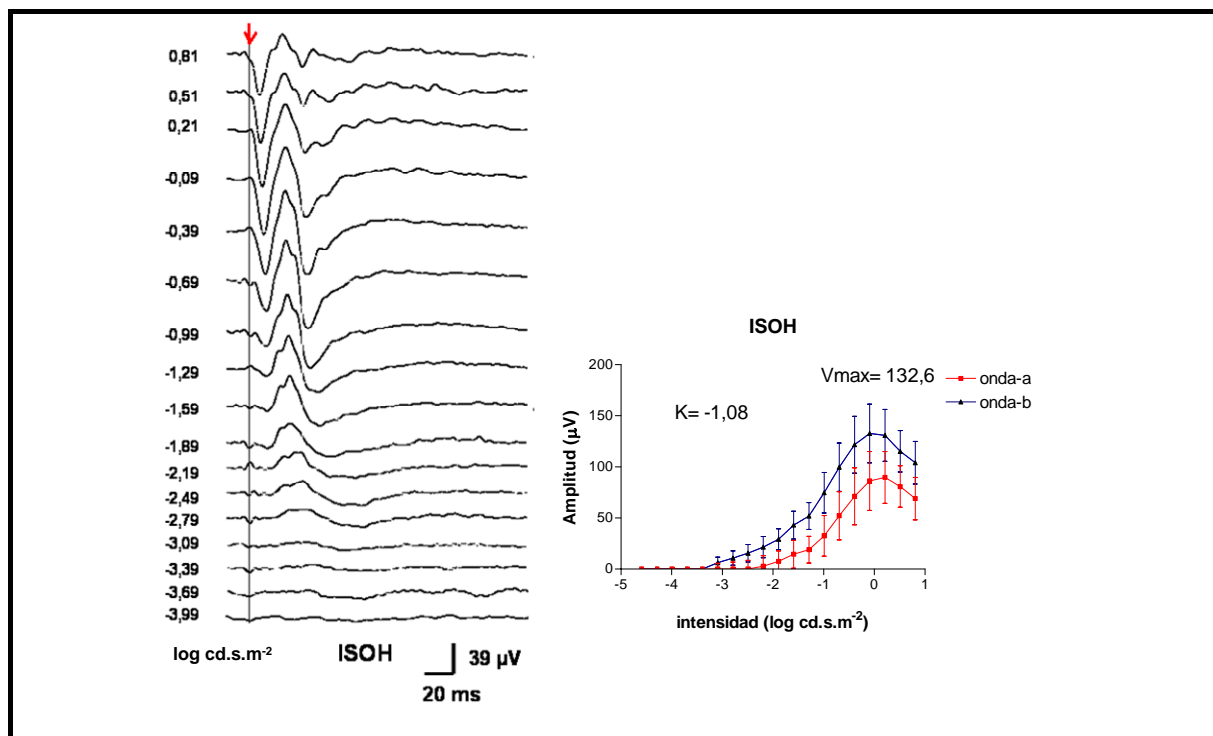 0,81
0,51
0,21
-0,09
-0,39
-0,69
-0,99
-1,29
-1,59
-1,89
-2,19
-2,49
-2,79
-3,09
-3,39
-3,69
-3,99
log cd.s.m-2
ISOH
39 µV
20 ms
ISOH
Vmax= 132,6
K= -1,08
onda-a
onda-b
Amplitud (µV)
200
150
100
50
0
-5 -4 -3 -2 -1 0 1
intensidad (log cd.s.m-2)